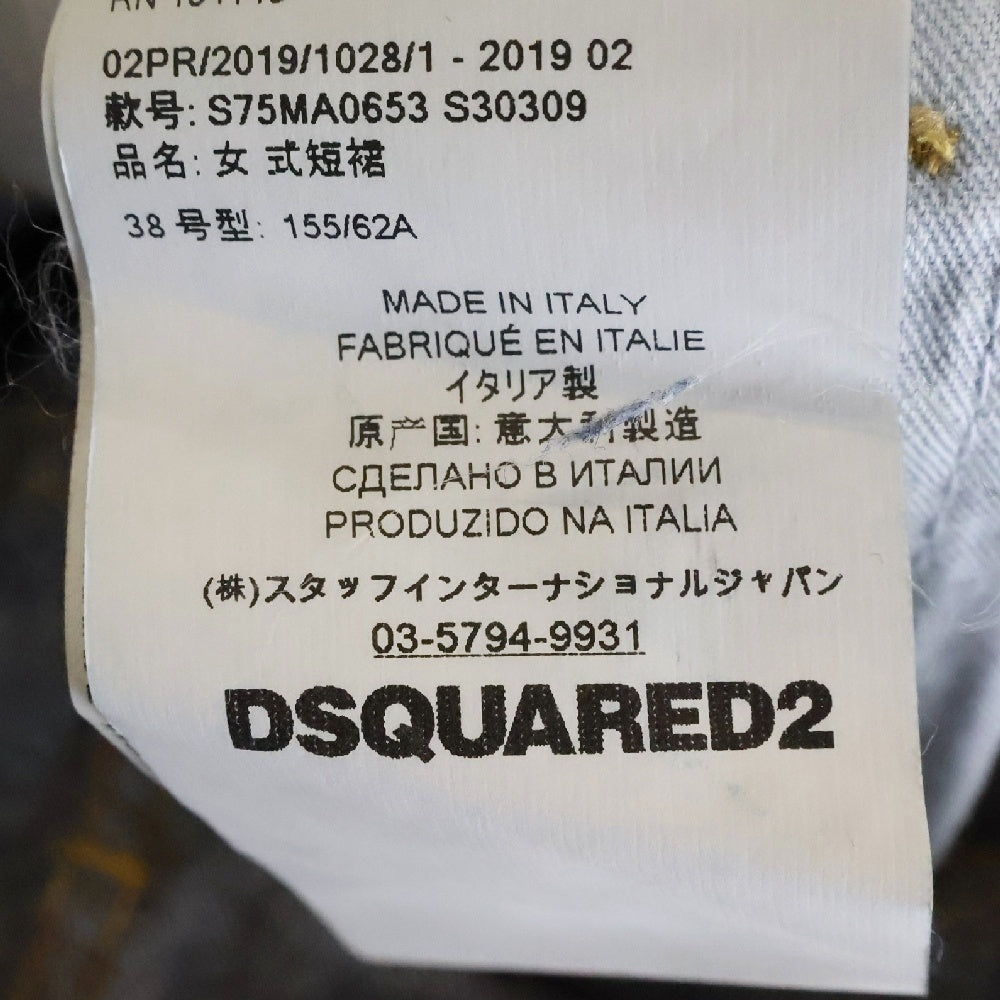 02PR/2019/1028/1 - 2019 02
款号: S75MA0653 S30309
品名: 女 式短裙
38 号型: 155/62A
MADE IN ITALY
FABRIQUÉ EN ITALIE
イタリア製
原产国: 意大利製造
СДЕЛАНО В ИТАЛИИ
PRODUZIDO NA ITALIA
(株)スタッフインターナショナルジャパン
03-5794-9931
DSQUARED2